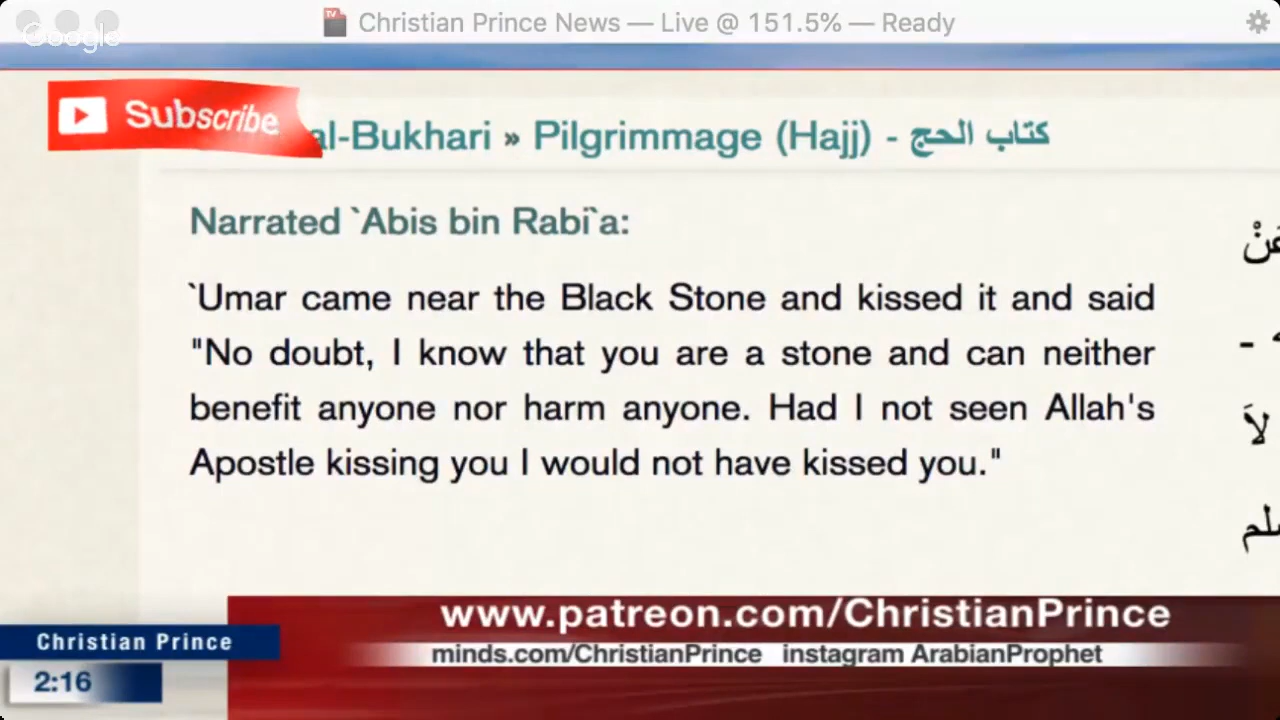 Christian Prince News — Live @ 151.5% — Ready
Google
Subscribe
al-Bukhari » Pilgrimmage (Hajj) - كتاب الحج
Narrated `Abis bin Rabi`a:
`Umar came near the Black Stone and kissed it and said
"No doubt, I know that you are a stone and can neither
benefit anyone nor harm anyone. Had I not seen Allah's
Apostle kissing you I would not have kissed you."
www.patreon.com/ChristianPrince
Christian Prince
minds.com/ChristianPrince instagram ArabianProphet
2:16